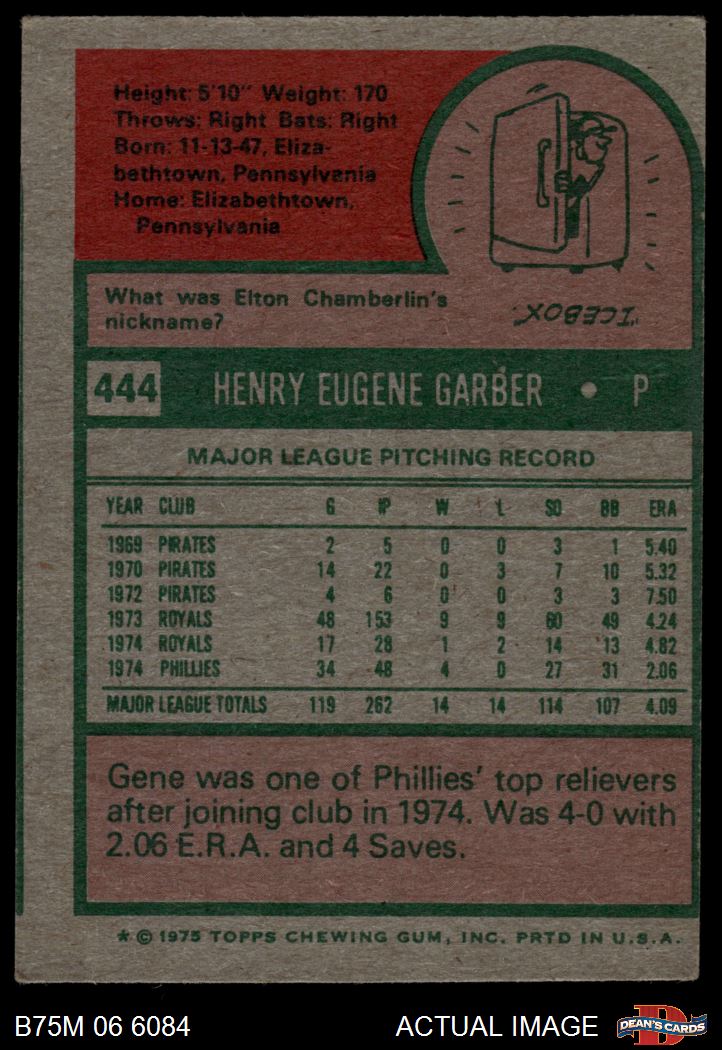 Height: 5'10" Weight: 170
Throws: Right Bats: Right
Born: 11-13-47, Eliza-
bethtown, Pennsylvania
Home: Elizabethtown,
Pennsylvania
What was Elton Chamberlin's
nickname?
"ICEBOX"
444 HENRY EUGENE GARBER • P
MAJOR LEAGUE PITCHING RECORD
YEAR CLUB G IP W L SO BB ERA
1969 PIRATES 2 5 0 0 3 1 5.40
1970 PIRATES 14 22 0 3 7 10 5.32
1972 PIRATES 4 6 0 0 3 3 7.50
1973 ROYALS 48 153 9 9 60 49 4.24
1974 ROYALS 17 28 1 2 14 13 4.82
1974 PHILLIES 34 48 4 0 27 31 2.06
MAJOR LEAGUE TOTALS 119 262 14 14 114 107 4.09
Gene was one of Phillies' top relievers
after joining club in 1974. Was 4-0 with
2.06 E.R.A. and 4 Saves.
* © 1975 TOPPS CHEWING GUM, INC. PRTD IN U.S.A.
B75M 06 6084 ACTUAL IMAGE
D
DEAN'S CARDS